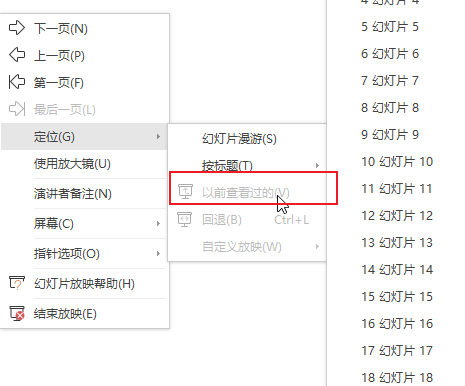 下一页(N)
上一页(P)
第一页(F)
最后一页(L)
定位(G)
使用放大镜(U)
演讲者备注(N)
屏幕(C)
指针选项(O)
幻灯片放映帮助(H)
结束放映(E)
幻灯片漫游(S)
按标题(T)
以前查看过的(V)
回退(B) Ctrl+L
自定义放映(W)
4 幻灯片 4
5 幻灯片 5
6 幻灯片 6
7 幻灯片 7
8 幻灯片 8
9 幻灯片 9
10 幻灯片 10
11 幻灯片 11
12 幻灯片 12
13 幻灯片 13
14 幻灯片 14
15 幻灯片 15
16 幻灯片 16
17 幻灯片 17
18 幻灯片 18